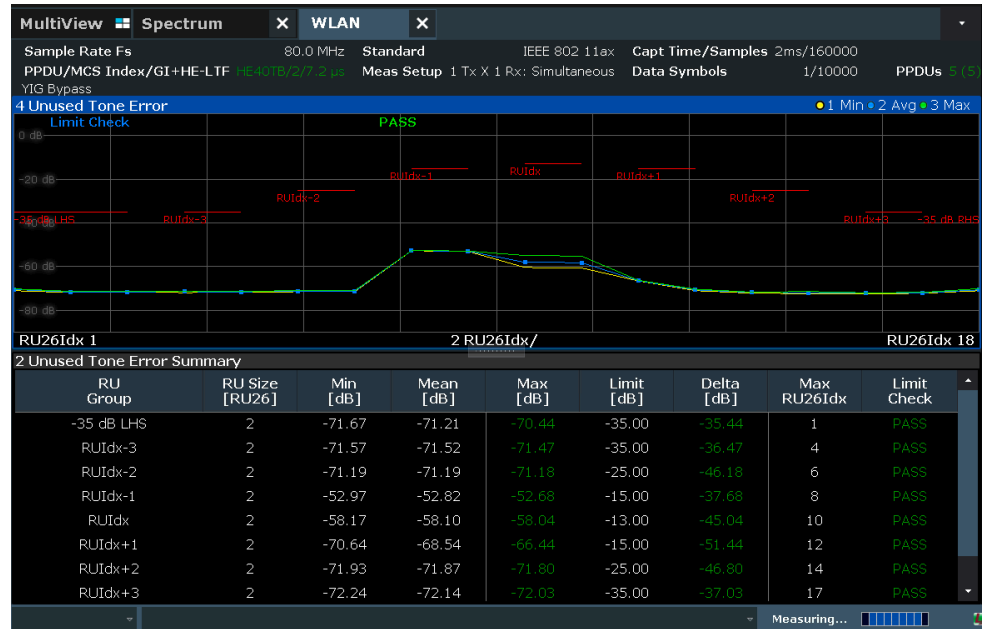 MultiView Spectrum X WLAN X
Sample Rate Fs 80.0 MHz Standard IEEE 802 11ax Capt Time/Samples 2ms/160000
PPDU/MCS Index/GI+HE-LTF HE40TB/2/7.2 µs Meas Setup 1 Tx X 1 Rx: Simultaneous Data Symbols 1/10000 PPDUs 5 (5)
YIG Bypass
4 Unused Tone Error 1 Min 2 Avg 3 Max
Limit Check PASS
0 dB
-20 dB
RUIdx-1 RUIdx RUIdx+1
RUIdx-2 RUIdx+2
-35 dB LHS RUIdx-3 RUIdx+3 -35 dB RHS
-40 dB
-60 dB
-80 dB
RU26Idx 1 2 RU26Idx/ RU26Idx 18
2 Unused Tone Error Summary
RU RU Size Min Mean Max Limit Delta Max Limit
Group [RU26] [dB] [dB] [dB] [dB] [dB] RU26Idx Check
-35 dB LHS 2 -71.67 -71.21 -70.44 -35.00 -35.44 1 PASS
RUIdx-3 2 -71.57 -71.52 -71.47 -35.00 -36.47 4 PASS
RUIdx-2 2 -71.19 -71.19 -71.18 -25.00 -46.18 6 PASS
RUIdx-1 2 -52.97 -52.82 -52.68 -15.00 -37.68 8 PASS
RUIdx 2 -58.17 -58.10 -58.04 -13.00 -45.04 10 PASS
RUIdx+1 2 -70.64 -68.54 -66.44 -15.00 -51.44 12 PASS
RUIdx+2 2 -71.93 -71.87 -71.80 -25.00 -46.80 14 PASS
RUIdx+3 2 -72.24 -72.14 -72.03 -35.00 -37.03 17 PASS
Measuring...